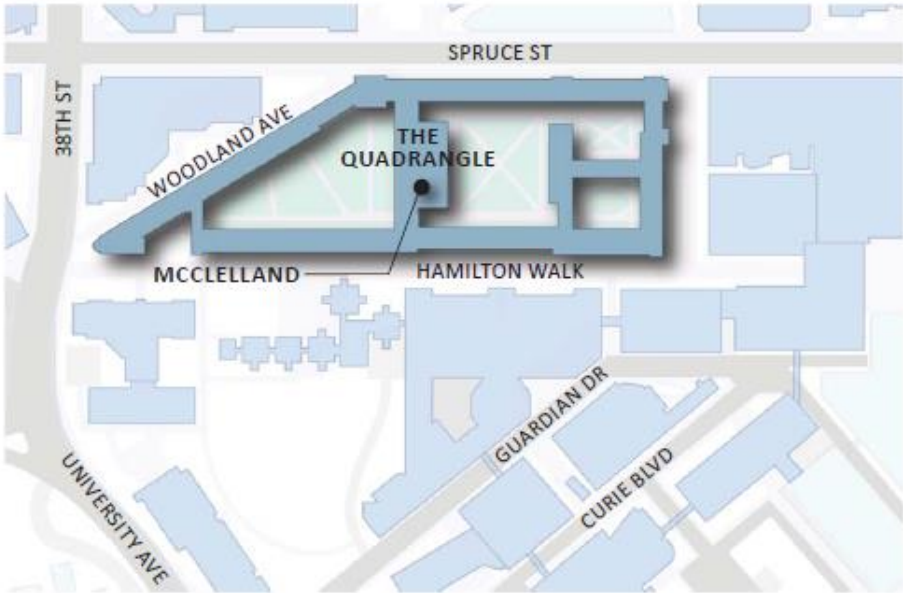 SPRUCE ST
38TH ST
WOODLAND AVE
THE
QUADRANGLE
MCCLELLAND
HAMILTON WALK
GUARDIAN DR
CURIE BLVD
UNIVERSITY AVE